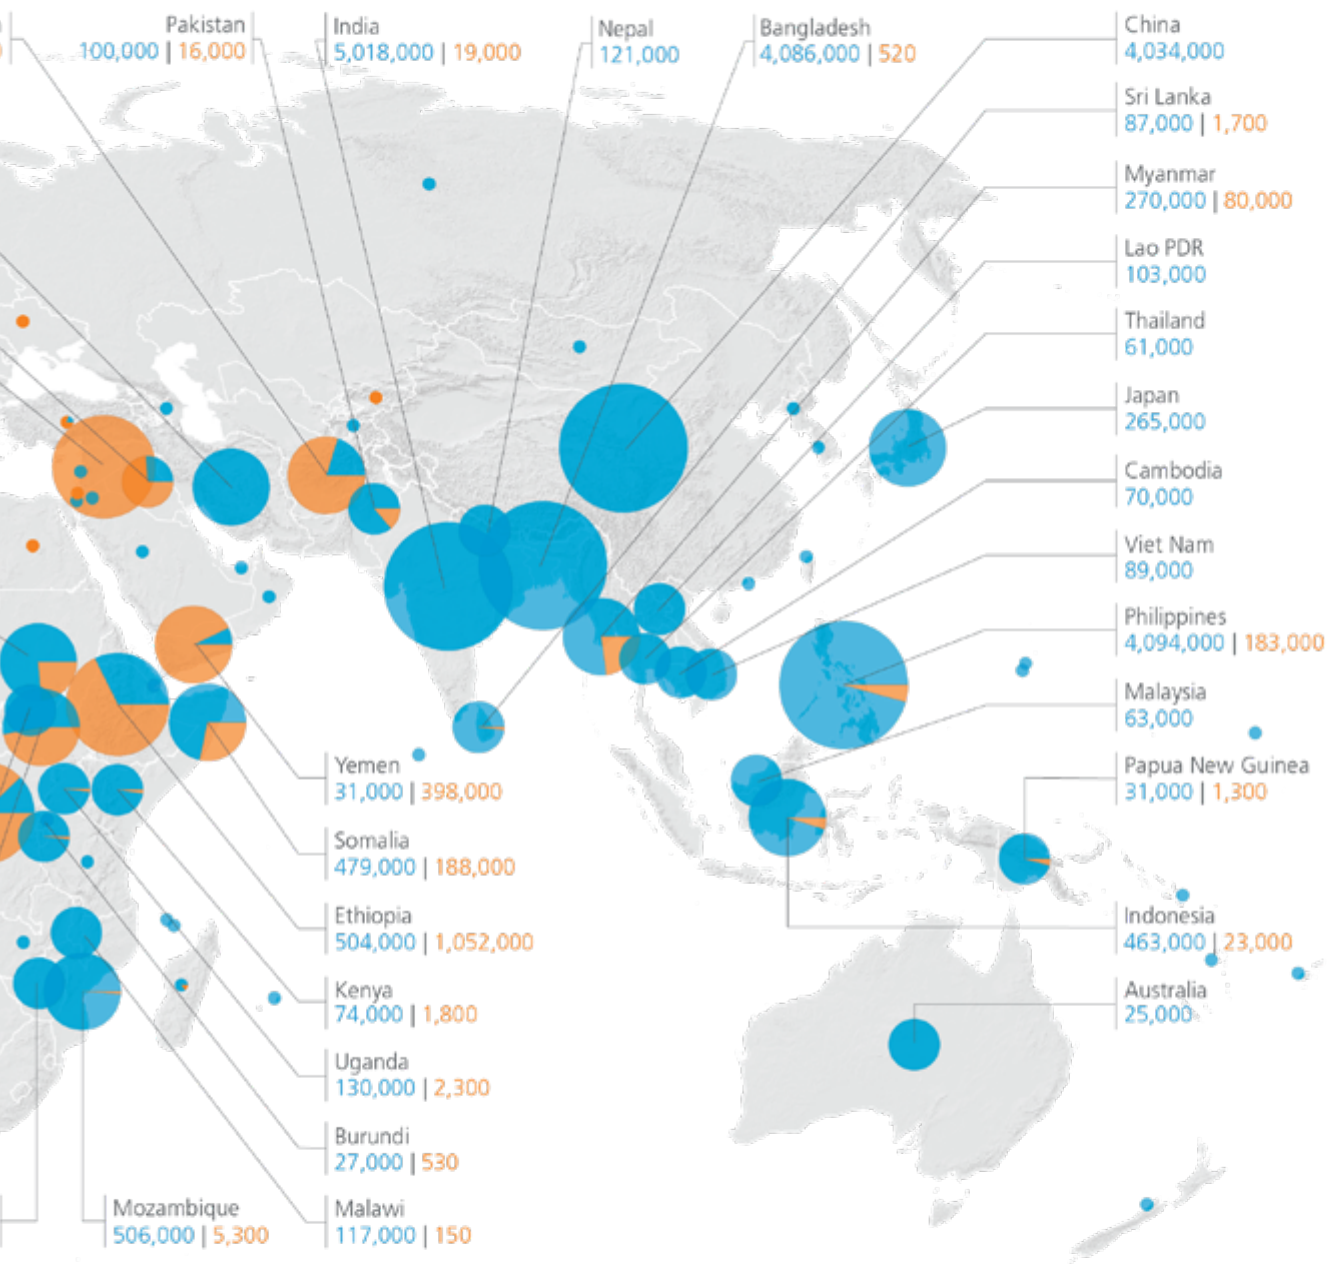 Pakistan
100,000 | 16,000
India
5,018,000 | 19,000
Nepal
121,000
Bangladesh
4,086,000 | 520
China
4,034,000
Sri Lanka
87,000 | 1,700
Myanmar
270,000 | 80,000
Lao PDR
103,000
Thailand
61,000
Japan
265,000
Cambodia
70,000
Viet Nam
89,000
Philippines
4,094,000 | 183,000
Malaysia
63,000
Papua New Guinea
31,000 | 1,300
Indonesia
463,000 | 23,000
Australia
25,000
Yemen
31,000 | 398,000
Somalia
479,000 | 188,000
Ethiopia
504,000 | 1,052,000
Kenya
74,000 | 1,800
Uganda
130,000 | 2,300
Burundi
27,000 | 530
Malawi
117,000 | 150
Mozambique
506,000 | 5,300